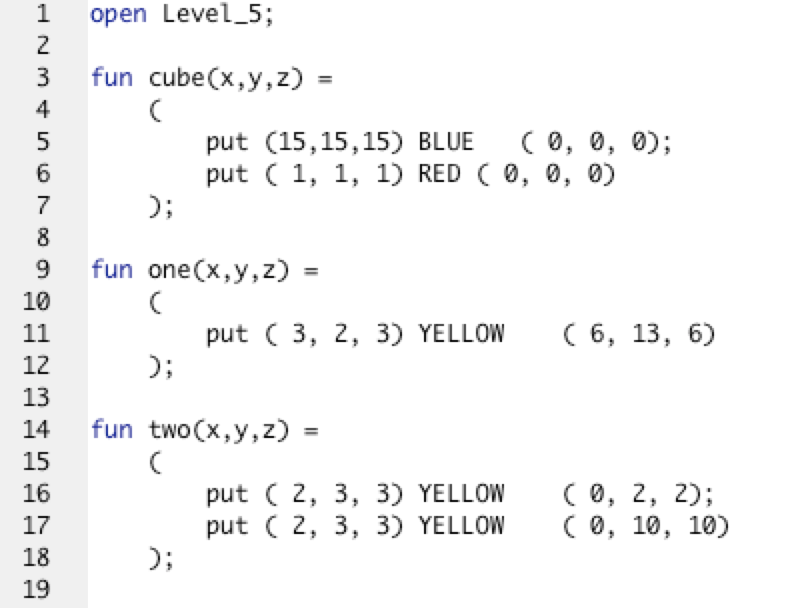 1 open Level_5;
2
3 fun cube(x,y,z) =
4 (
5 put (15,15,15) BLUE ( 0, 0, 0);
6 put ( 1, 1, 1) RED ( 0, 0, 0)
7 );
8
9 fun one(x,y,z) =
10 (
11 put ( 3, 2, 3) YELLOW ( 6, 13, 6)
12 );
13
14 fun two(x,y,z) =
15 (
16 put ( 2, 3, 3) YELLOW ( 0, 2, 2);
17 put ( 2, 3, 3) YELLOW ( 0, 10, 10)
18 );
19